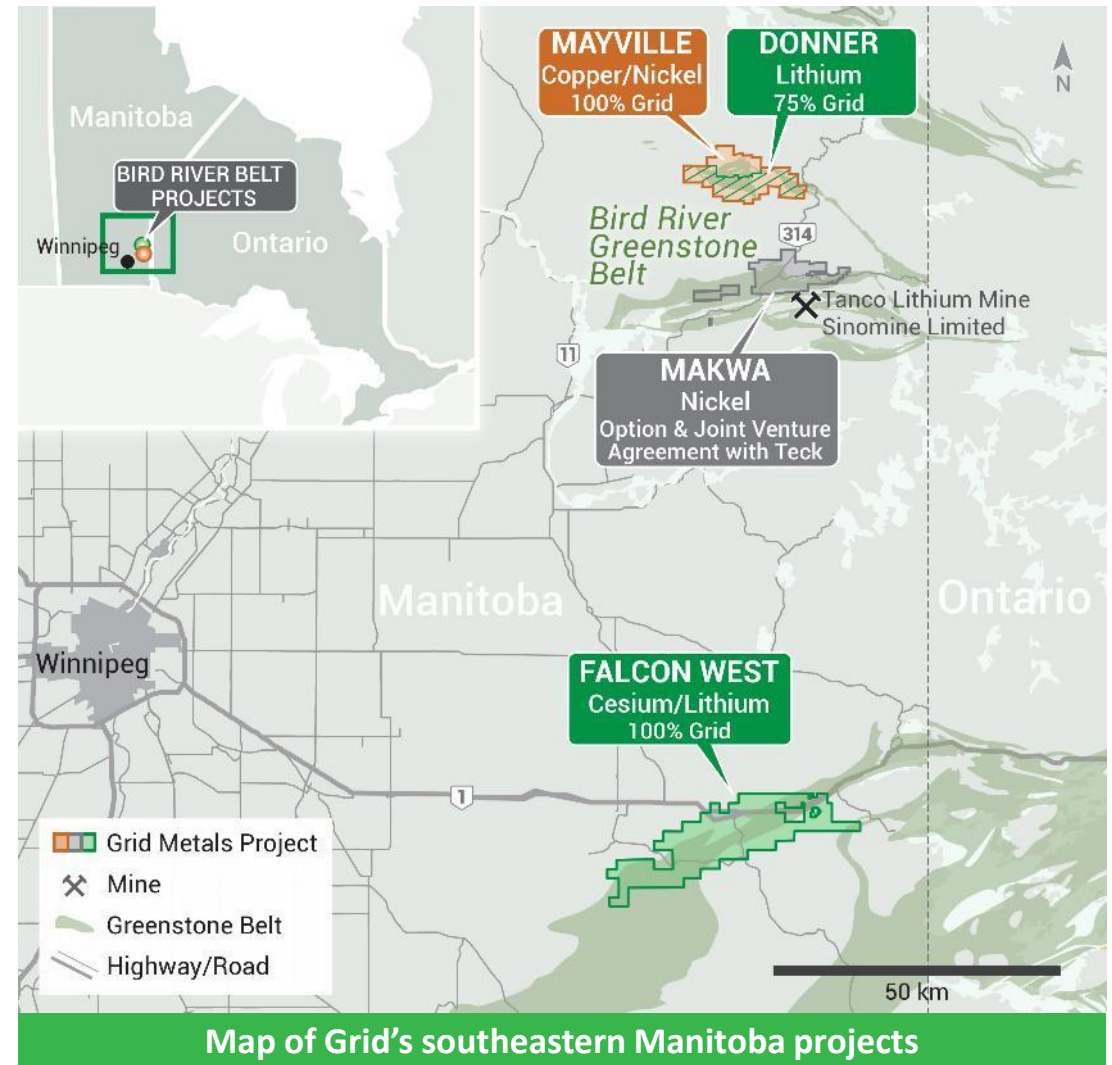 Manitoba
BIRD RIVER BELT
PROJECTS
Winnipeg
Ontario
MAYVILLE
Copper/Nickel
100% Grid
DONNER
Lithium
75% Grid
N
Bird River
Greenstone
Belt
314
Tanco Lithium Mine
Sinomine Limited
11
MAKWA
Nickel
Option & Joint Venture
Agreement with Teck
Manitoba
Ontario
Winnipeg
FALCON WEST
Cesium/Lithium
100% Grid
1
Grid Metals Project
Mine
Greenstone Belt
Highway/Road
50 km
Map of Grid's southeastern Manitoba projects